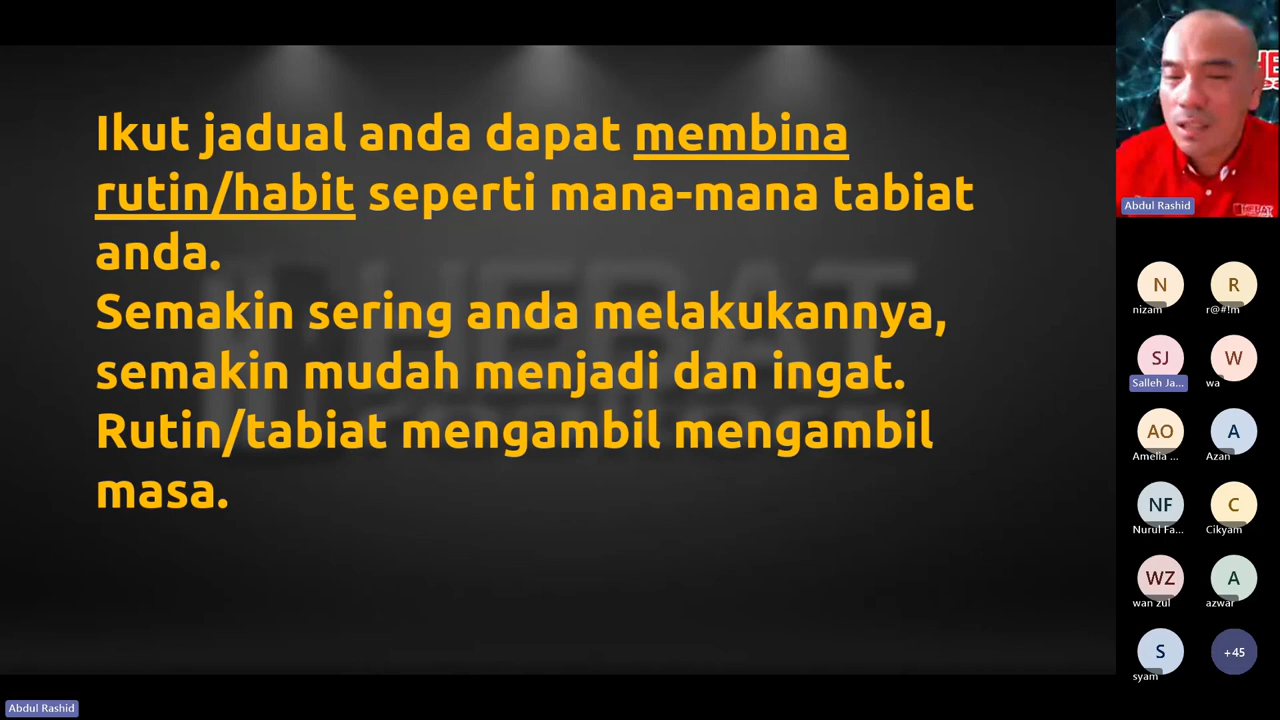 Ikut jadual anda dapat membina
rutin/habit seperti mana-mana tabiat
anda.
Semakin sering anda melakukannya,
semakin mudah menjadi dan ingat.
Rutin/tabiat mengambil mengambil
masa.
Abdul Rashid
N
R
nizam
r@#!m
SJ
W
Salleh Ja...
wa
AO
A
Amelia ...
Azan
NF
C
Nurul Fa...
Cikyam
WZ
A
wan zul
azwar
S
+45
syam
Abdul Rashid